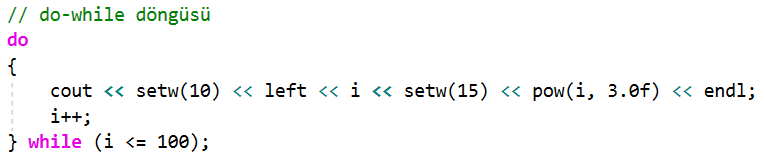 // do-while döngüsü
do
{
    cout << setw(10) << left << i << setw(15) << pow(i, 3.0f) << endl;
    i++;
} while (i <= 100);